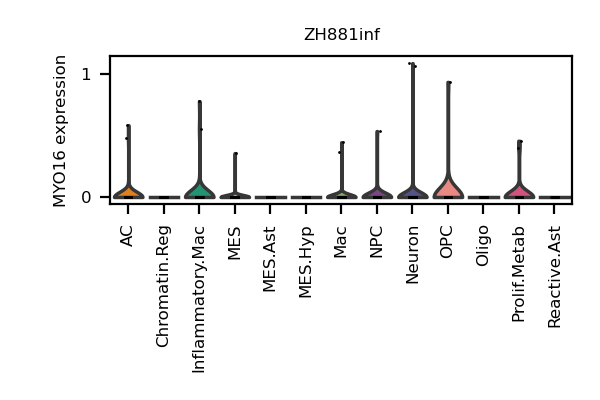 ZH881inf
MYO16 expression
1
0
AC
Chromatin.Reg
Inflammatory.Mac
MES
MES.Ast
MES.Hyp
Mac
NPC
Neuron
OPC
Oligo
Prolif.Metab
Reactive.Ast